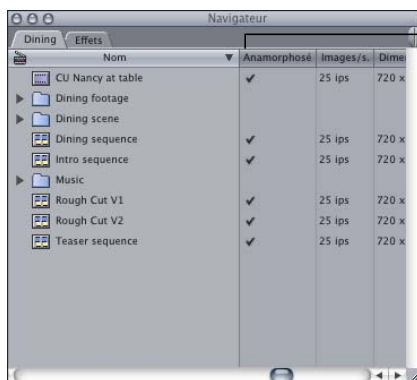 Navigateur
Dining Effets
Nom Anamorphosé Images/s. Dimen
CU Nancy at table ✔ 25 ips 720 x
Dining footage
Dining scene
Dining sequence ✔ 25 ips 720 x
Intro sequence ✔ 25 ips 720 x
Music
Rough Cut V1 ✔ 25 ips 720 x
Rough Cut V2 ✔ 25 ips 720 x
Teaser sequence ✔ 25 ips 720 x